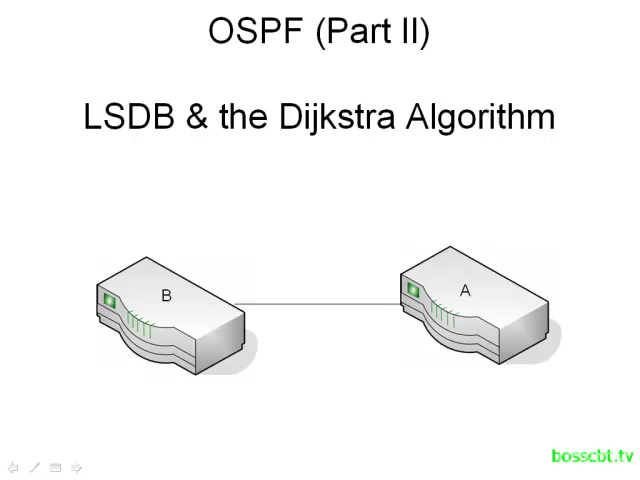 OSPF (Part II)
LSDB & the Dijkstra Algorithm
B
A
bosscbt.tv